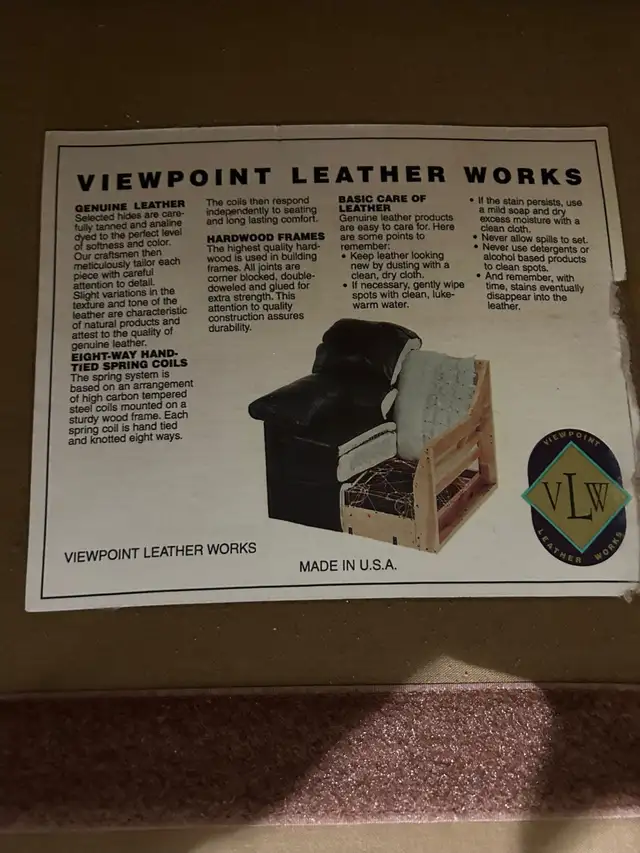 VIEWPOINT LEATHER WORKS
GENUINE LEATHER
Selected hides are care-
fully tanned and analine
dyed to the perfect level
of softness and color.
Our craftsmen then
meticulously tailor each
piece with careful
attention to detail.
Slight variations in the
texture and tone of the
leather are characteristic
of natural products and
attest to the quality of
genuine leather.
EIGHT-WAY HAND-
TIED SPRING COILS
The spring system is
based on an arrangement
of high carbon tempered
steel coils mounted on a
sturdy wood frame. Each
spring coil is hand tied
and knotted eight ways.
The coils then respond
independently to seating
and long lasting comfort.
HARDWOOD FRAMES
The highest quality hard-
wood is used in building
frames. All joints are
corner blocked, double-
doweled and glued for
extra strength. This
attention to quality
construction assures
durability.
BASIC CARE OF
LEATHER
Genuine leather products
are easy to care for. Here
are some points to
remember:
• Keep leather looking
new by dusting with a
clean, dry cloth.
• If necessary, gently wipe
spots with clean, luke-
warm water.
• If the stain persists, use
a mild soap and dry
excess moisture with a
clean cloth.
• Never allow spills to set.
• Never use detergents or
alcohol based products
to clean spots.
• And remember, with
time, stains eventually
disappear into the
leather.
VIEWPOINT
VLW
LEATHER WORKS
VIEWPOINT LEATHER WORKS
MADE IN U.S.A.